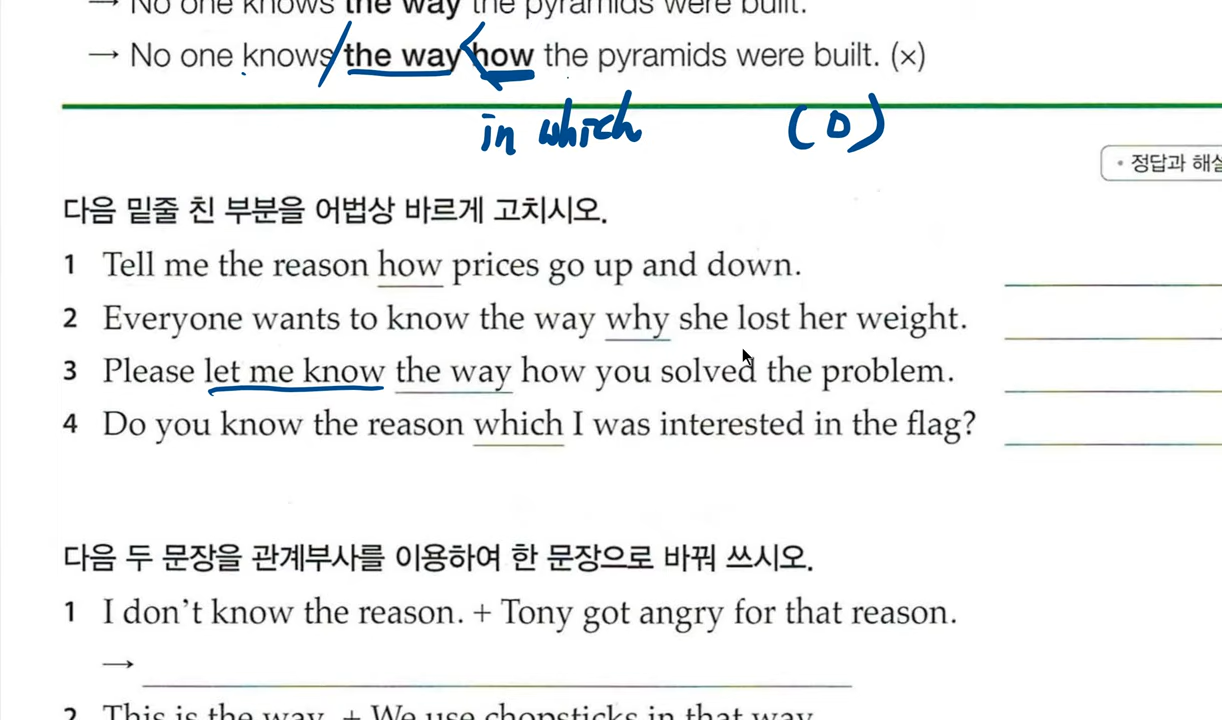 → No one knows the way the pyramids were built.
→ No one knows the way how the pyramids were built. (×)
in which (O)
• 정답과 해설
다음 밑줄 친 부분을 어법상 바르게 고치시오.
1 Tell me the reason how prices go up and down.
2 Everyone wants to know the way why she lost her weight.
3 Please let me know the way how you solved the problem.
4 Do you know the reason which I was interested in the flag?
다음 두 문장을 관계부사를 이용하여 한 문장으로 바꿔 쓰시오.
1 I don't know the reason. + Tony got angry for that reason.
→
2 This is the way. + We use chopsticks in that way.